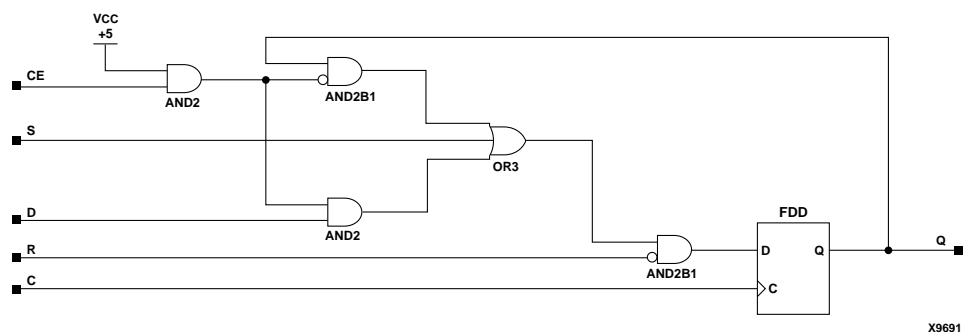 VCC
+5
CE
AND2
AND2B1
S
OR3
D
AND2
FDD
R
AND2B1
D
Q
Q
C
C
X9691